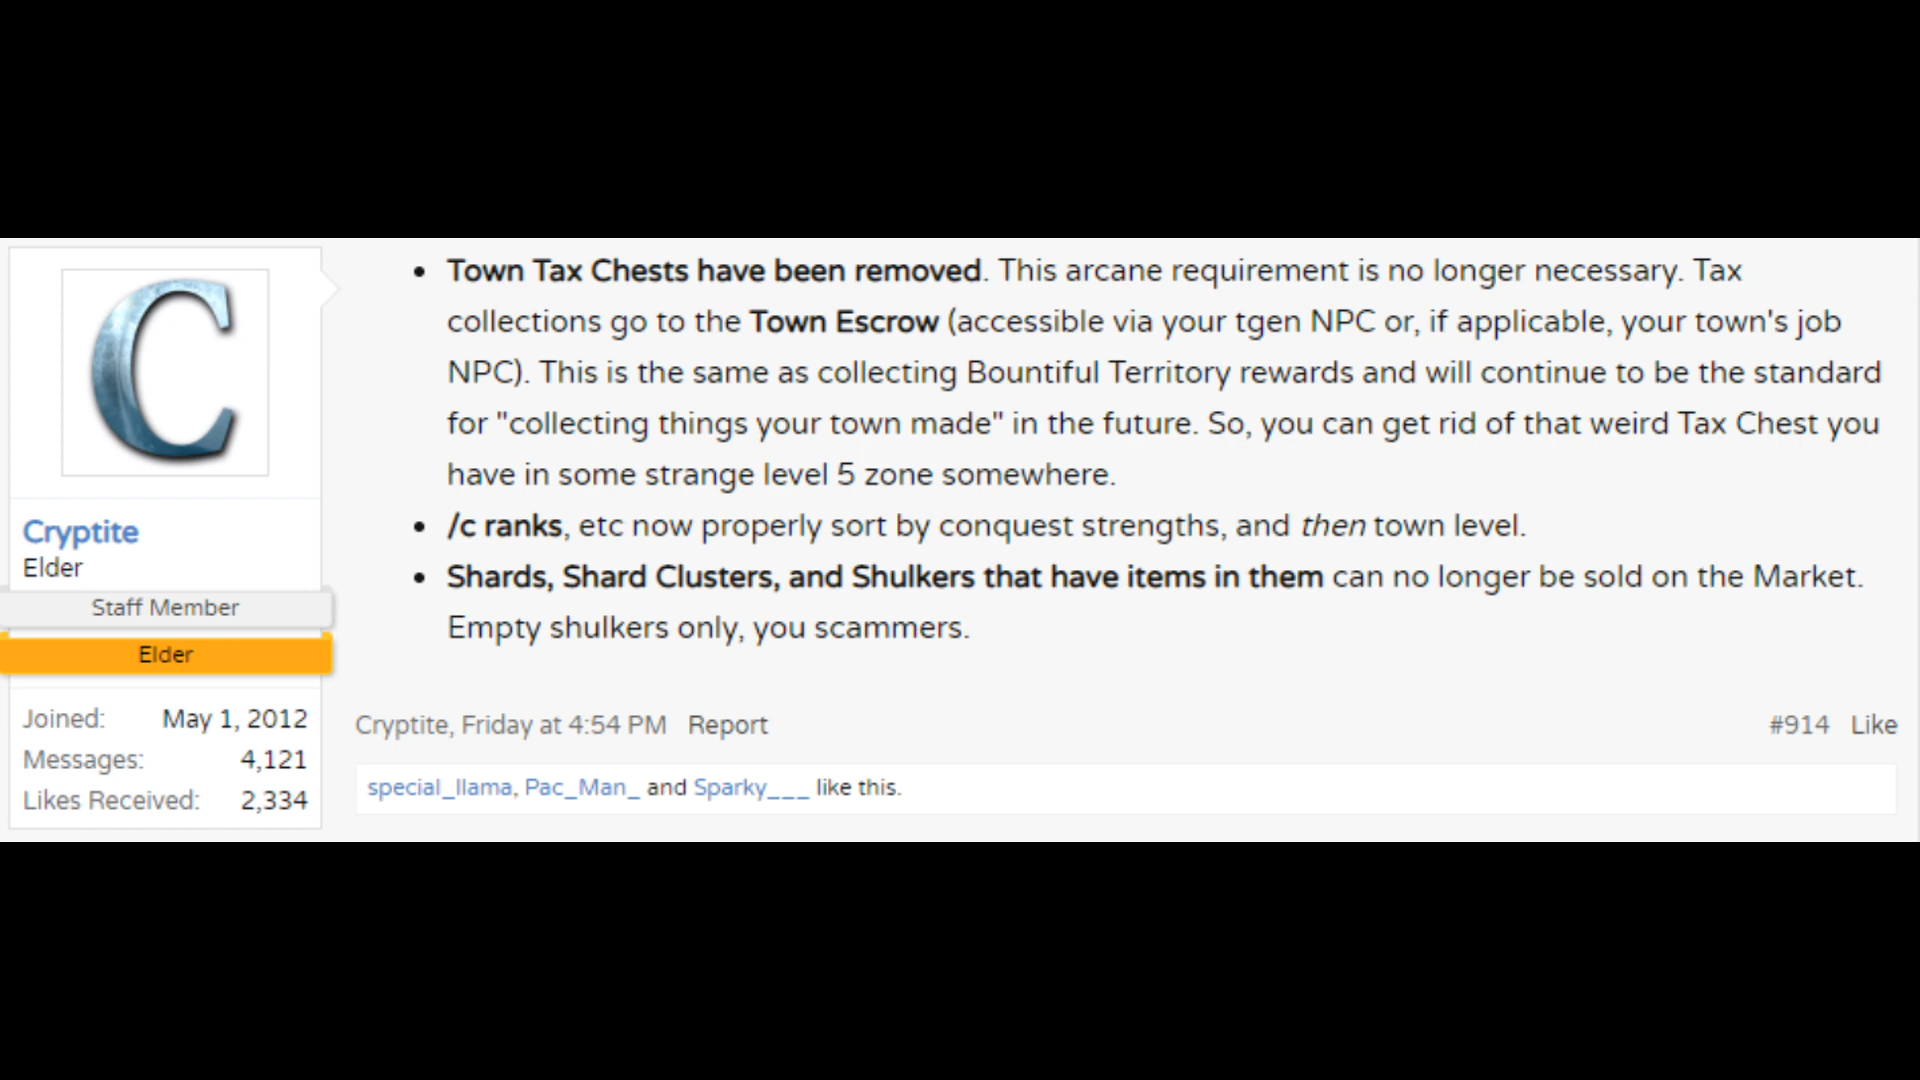 C
Cryptite
Elder
Staff Member
Elder
Joined: May 1, 2012
Messages: 4,121
Likes Received: 2,334
• Town Tax Chests have been removed. This arcane requirement is no longer necessary. Tax
collections go to the Town Escrow (accessible via your tgen NPC or, if applicable, your town's job
NPC). This is the same as collecting Bountiful Territory rewards and will continue to be the standard
for "collecting things your town made" in the future. So, you can get rid of that weird Tax Chest you
have in some strange level 5 zone somewhere.
• /c ranks, etc now properly sort by conquest strengths, and then town level.
• Shards, Shard Clusters, and Shulkers that have items in them can no longer be sold on the Market.
Empty shulkers only, you scammers.
Cryptite, Friday at 4:54 PM Report #914 Like
special_llama, Pac_Man_ and Sparky___ like this.